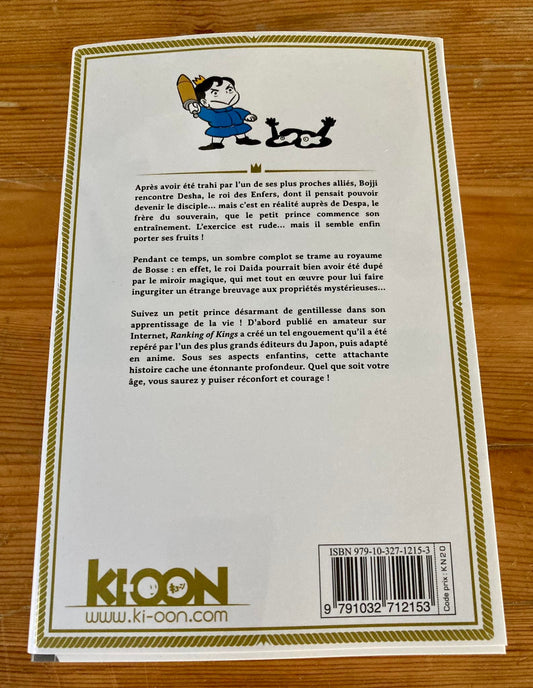 Après avoir été trahi par l'un de ses plus proches alliés, Bojji
rencontre Desha, le roi des Enfers, dont il pensait pouvoir
devenir le disciple... mais c'est en réalité auprès de Despa, le
frère du souverain, que le petit prince commence son
entraînement. L'exercice est rude... mais il semble enfin
porter ses fruits !
Pendant ce temps, un sombre complot se trame au royaume
de Bosse : en effet, le roi Daida pourrait bien avoir été dupé
par le miroir magique, qui met tout en œuvre pour lui faire
ingurgiter un étrange breuvage aux propriétés mystérieuses...
Suivez un petit prince désarmant de gentillesse dans son
apprentissage de la vie ! D'abord publié en amateur sur
Internet, Ranking of Kings a créé un tel engouement qu'il a été
repéré par l'un des plus grands éditeurs du Japon, puis adapté
en anime. Sous ses aspects enfantins, cette attachante
histoire cache une étonnante profondeur. Quel que soit votre
âge, vous saurez y puiser réconfort et courage !
KI-OON
www.ki-oon.com
ISBN 979-10-327-1215-3
9 791032 712153
Code prix : KN20